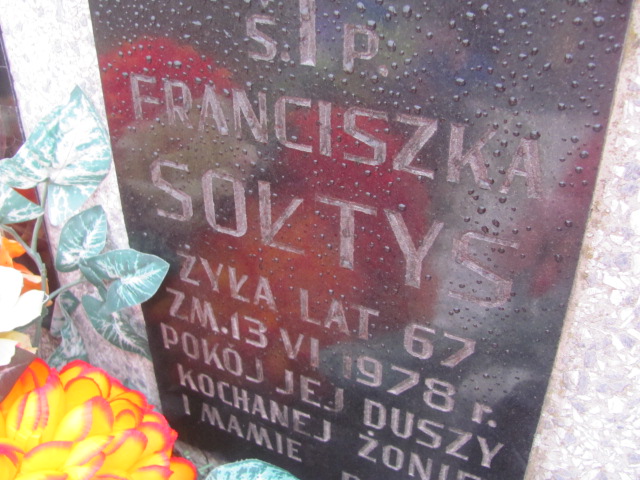 Ś. P.
FRANCISZKA
SOŁTYS
ŻYŁA LAT 67
ZM. 13 VI 1978 r.
POKÓJ JEJ DUSZY
KOCHANEJ ŻONIE
I MAMIE